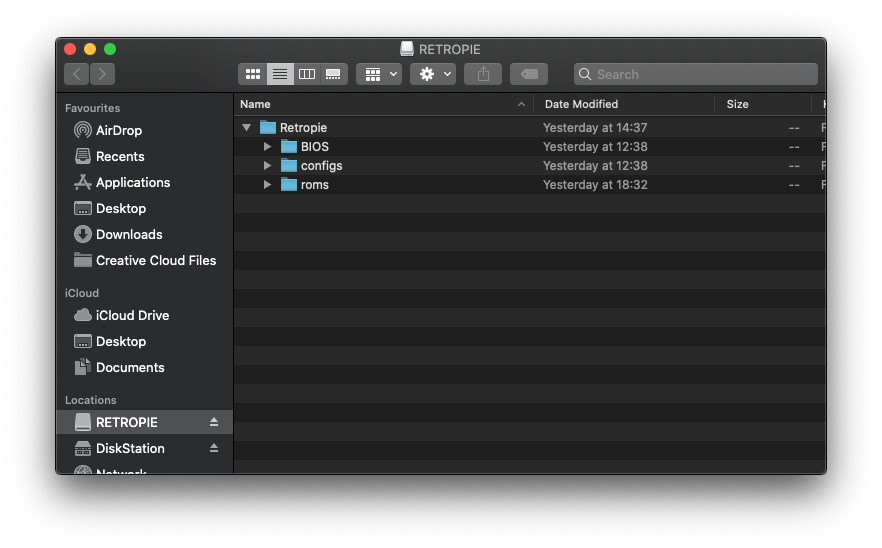 RETROPIE
Search
Favourites
AirDrop
Recents
Applications
Desktop
Downloads
Creative Cloud Files
iCloud
iCloud Drive
Desktop
Documents
Locations
RETROPIE
DiskStation
Network
Name Date Modified Size
Retropie Yesterday at 14:37 --
BIOS Yesterday at 12:38 --
configs Yesterday at 12:38 --
roms Yesterday at 18:32 --